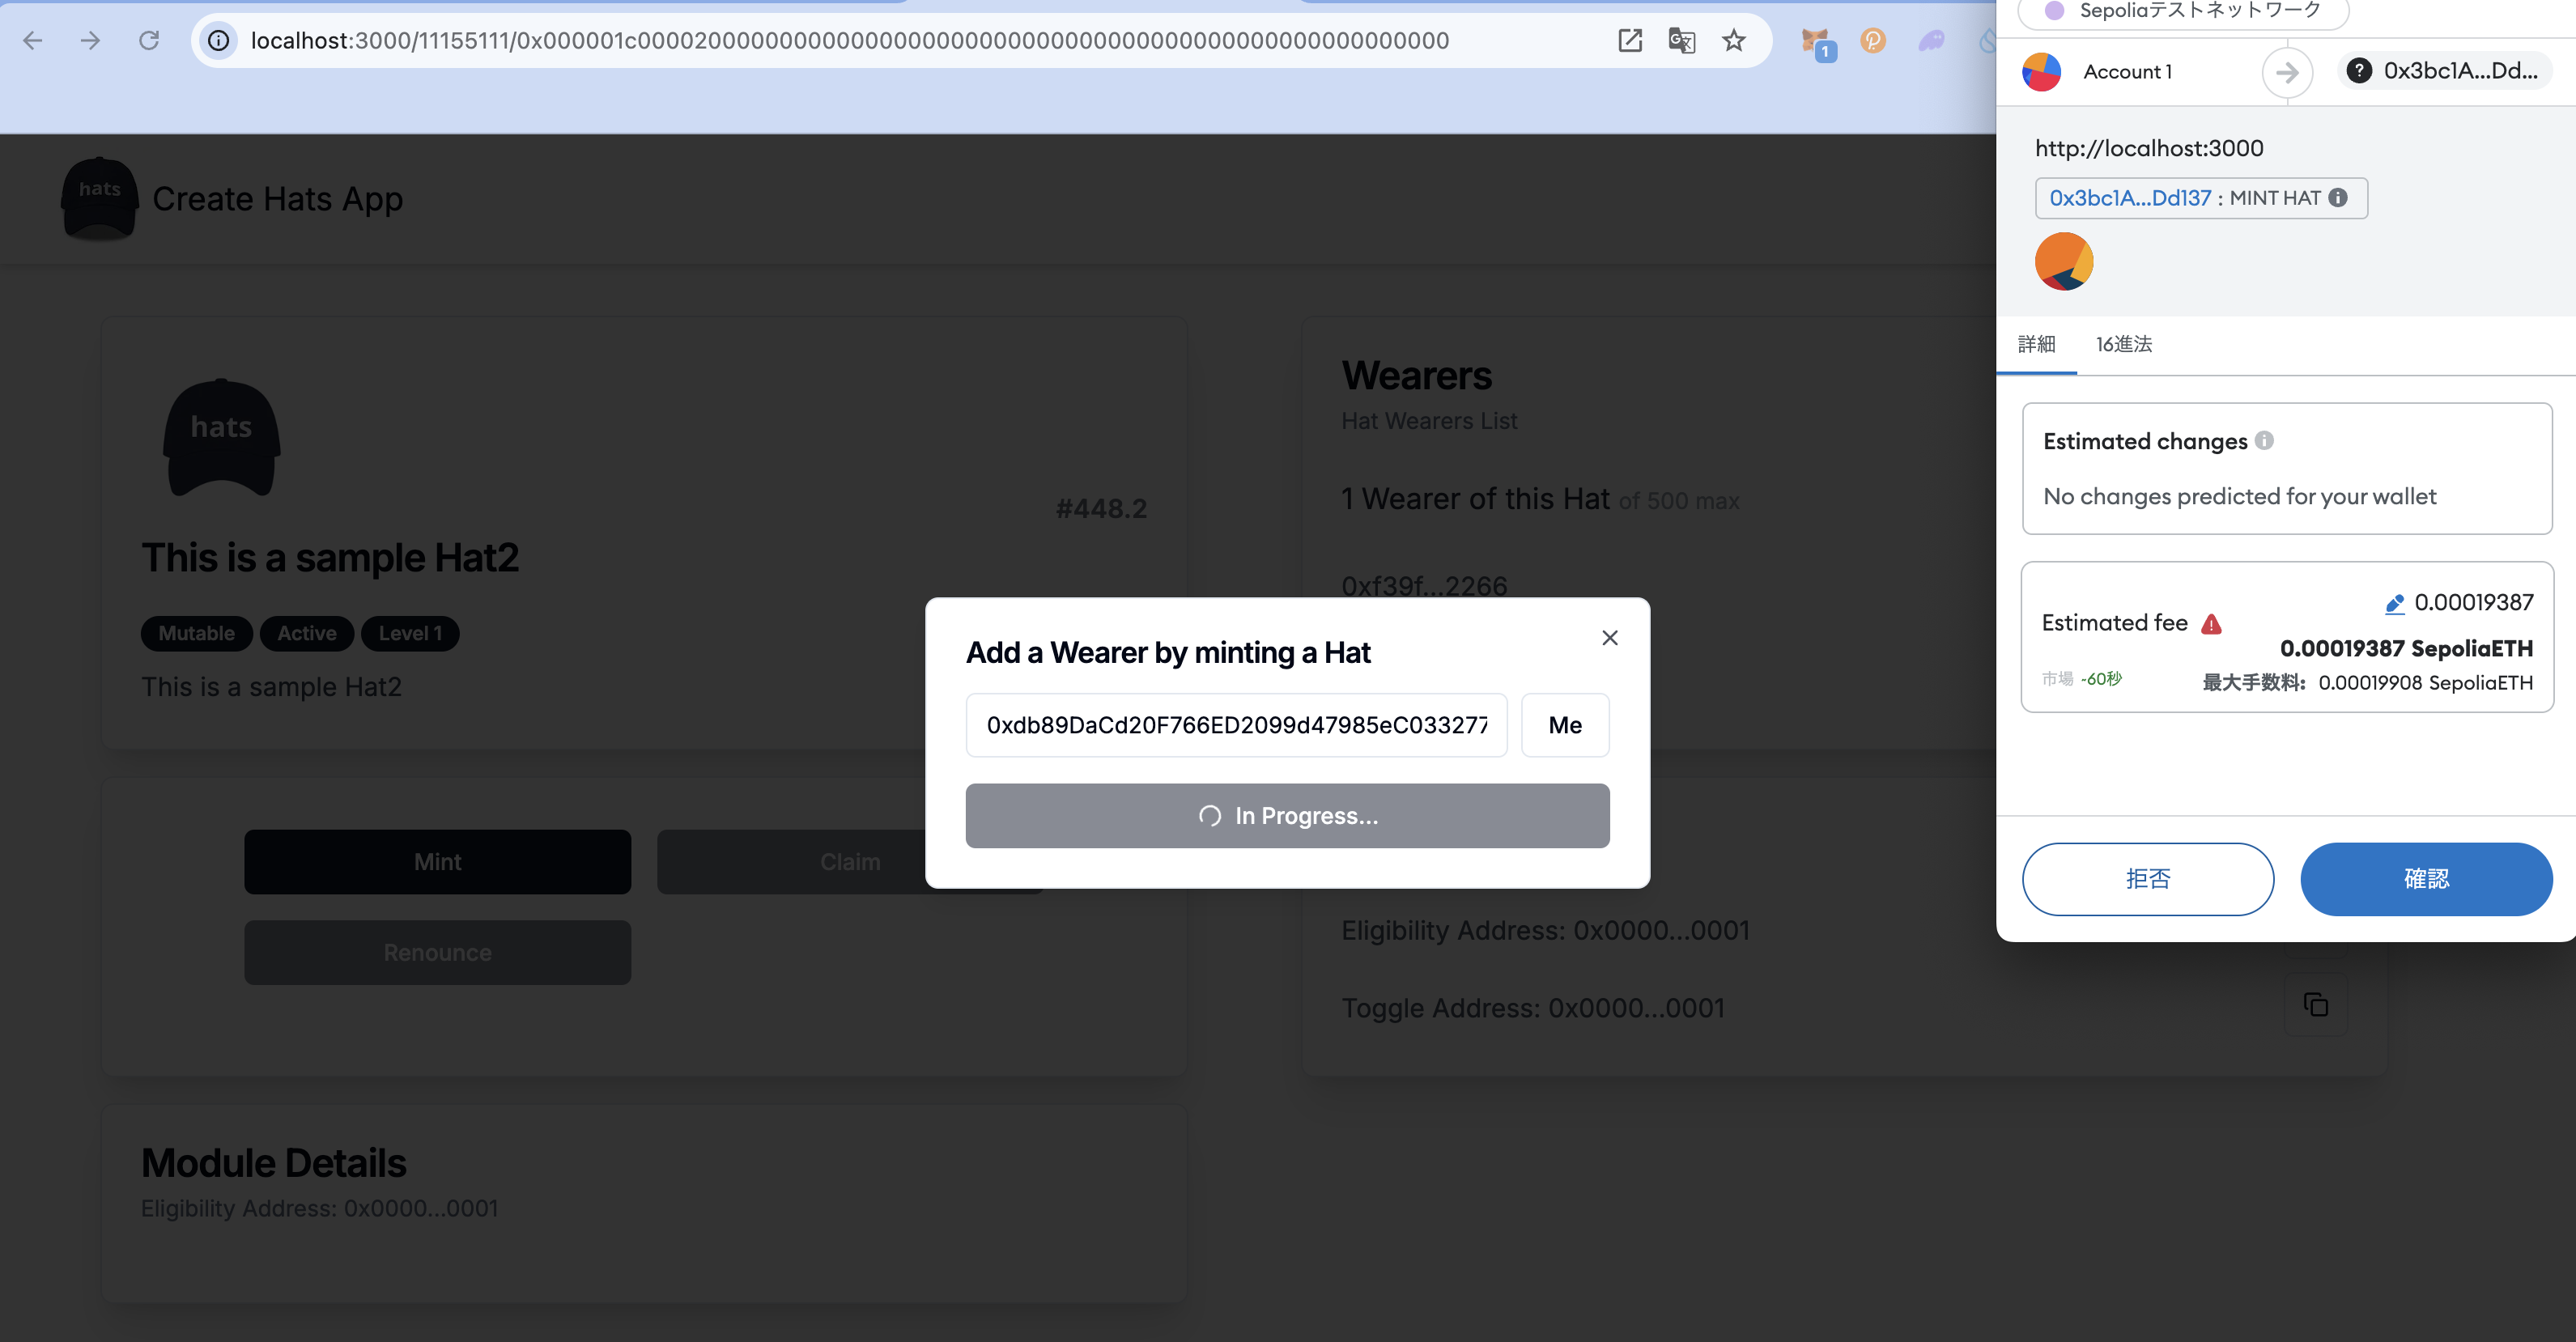 localhost:3000/11155111/0x000001c000020000000000000000000000000000000000000000000000000000
1
hats
Create Hats App
hats
#448.2
This is a sample Hat2
Mutable
Active
Level 1
This is a sample Hat2
Mint
Claim
Renounce
Module Details
Eligibility Address: 0x0000...0001
Wearers
Hat Wearers List
1 Wearer of this Hat of 500 max
0xf39f...2266
Eligibility Address: 0x0000...0001
Toggle Address: 0x0000...0001
Add a Wearer by minting a Hat
0xdb89DaCd20F766ED2099d47985eC033277
Me
In Progress...
Sepoliaテストネットワーク
Account 1
0x3bc1A...Dd...
http://localhost:3000
0x3bc1A...Dd137 : MINT HAT
詳細
16進法
Estimated changes
No changes predicted for your wallet
Estimated fee
0.00019387
0.00019387 SepoliaETH
市場 -60秒
最大手数料: 0.00019908 SepoliaETH
拒否
確認